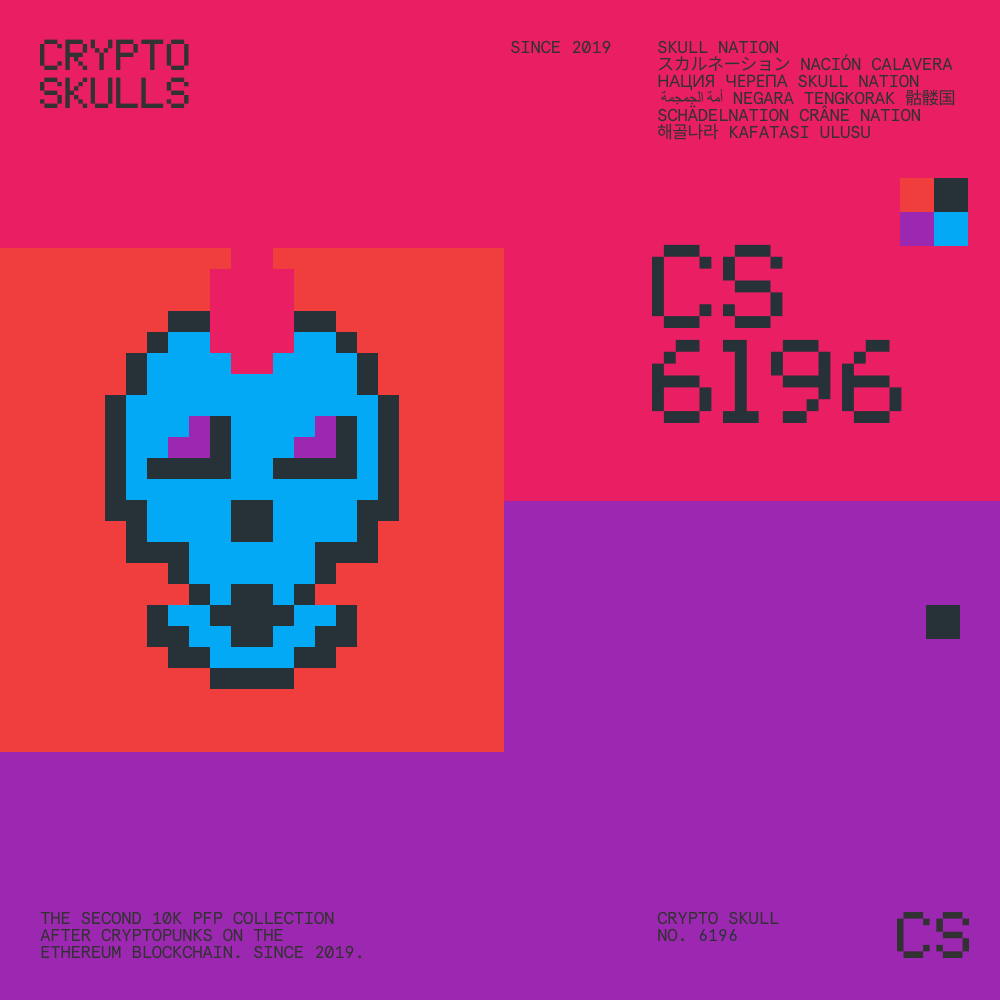 CRYPTO
SKULLS
SINCE 2019
SKULL NATION
スカルネーション NACIÓN CALAVERA
НАЦИЯ ЧЕРЕПА SKULL NATION
أمة الجمجمة NEGARA TENGKORAK 骷髅国
SCHÄDELNATION CRÂNE NATION
해골나라 KAFATASI ULUSU
CS
6196
THE SECOND 10K PFP COLLECTION
AFTER CRYPTOPUNKS ON THE
ETHEREUM BLOCKCHAIN. SINCE 2019.
CRYPTO SKULL
NO. 6196
CS